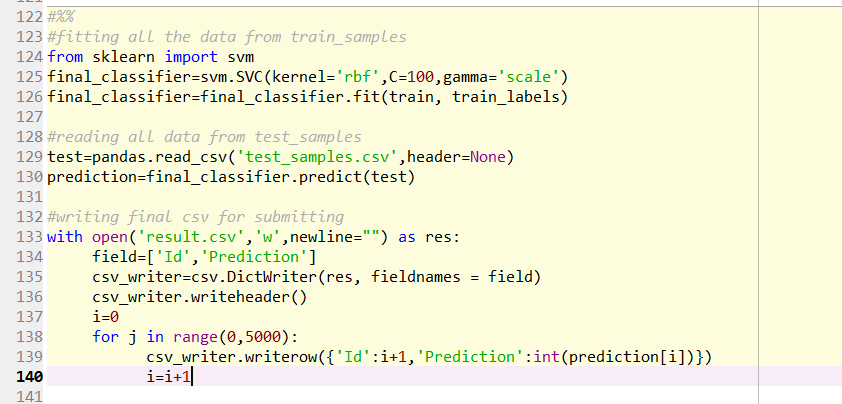 122 #%%
123 #fitting all the data from train_samples
124 from sklearn import svm
125 final_classifier=svm.SVC(kernel='rbf',C=100,gamma='scale')
126 final_classifier=final_classifier.fit(train, train_labels)
127
128 #reading all data from test_samples
129 test=pandas.read_csv('test_samples.csv',header=None)
130 prediction=final_classifier.predict(test)
131
132 #writing final csv for submitting
133 with open('result.csv','w',newline="") as res:
134     field=['Id','Prediction']
135     csv_writer=csv.DictWriter(res, fieldnames = field)
136     csv_writer.writeheader()
137     i=0
138     for j in range(0,5000):
139         csv_writer.writerow({'Id':i+1,'Prediction':int(prediction[i])})
140         i=i+1
141